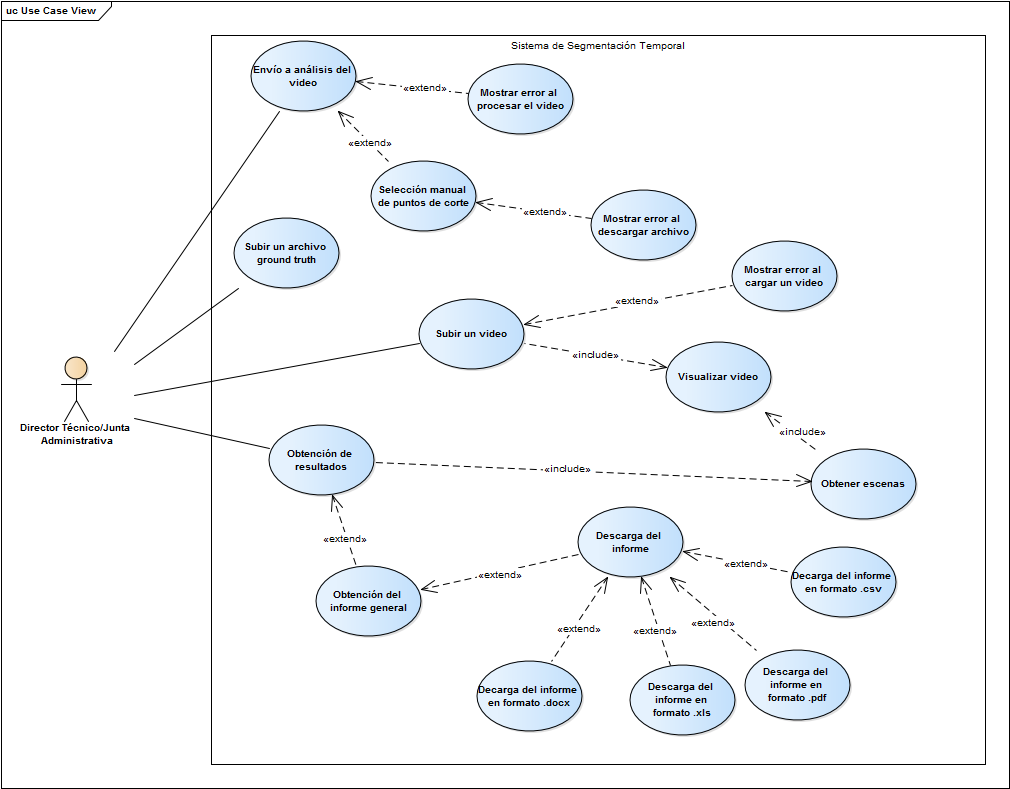 uc Use Case View
Sistema de Segmentación Temporal
Envío a análisis del
video
«extend»
Mostrar error al
procesar el video
«extend»
Selección manual
de puntos de corte
«extend»
Mostrar error al
descargar archivo
Subir un archivo
ground truth
Mostrar error al
cargar un video
«extend»
Subir un video
«include»
Visualizar video
Director Técnico/Junta
Administrativa
«include»
Obtención de
resultados
«include»
Obtener escenas
«extend»
Descarga del
informe
«extend»
«extend»
Decarga del informe
en formato .csv
Obtención del
informe general
«extend»
«extend»
«extend»
Decarga del informe
en formato .docx
Descarga del
informe en
formato .xls
Descarga del
informe en
formato .pdf